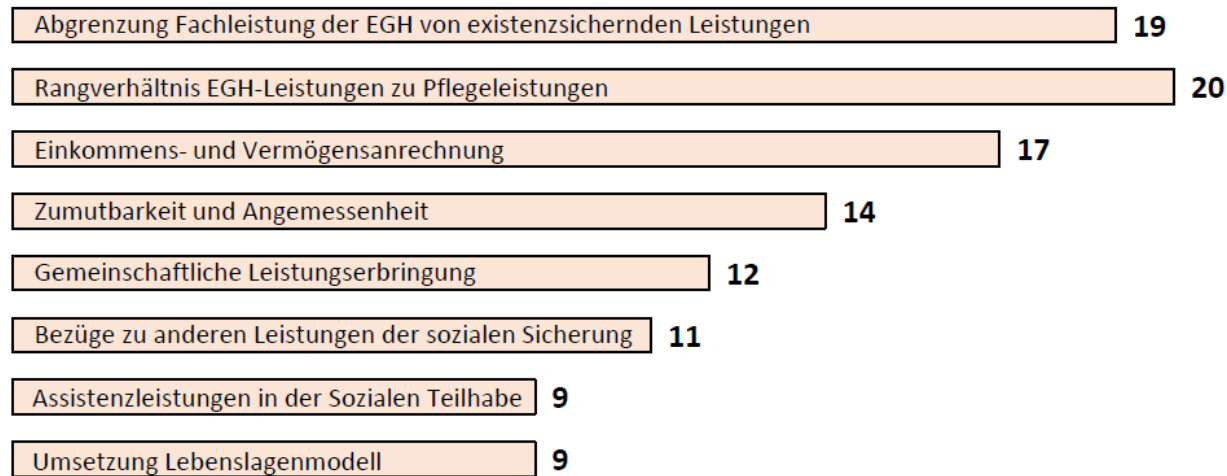 Abgrenzung Fachleistung der EGH von existenzsichernden Leistungen 19
Rangverhältnis EGH-Leistungen zu Pflegeleistungen 20
Einkommens- und Vermögensanrechnung 17
Zumutbarkeit und Angemessenheit 14
Gemeinschaftliche Leistungserbringung 12
Bezüge zu anderen Leistungen der sozialen Sicherung 11
Assistenzleistungen in der Sozialen Teilhabe 9
Umsetzung Lebenslagenmodell 9